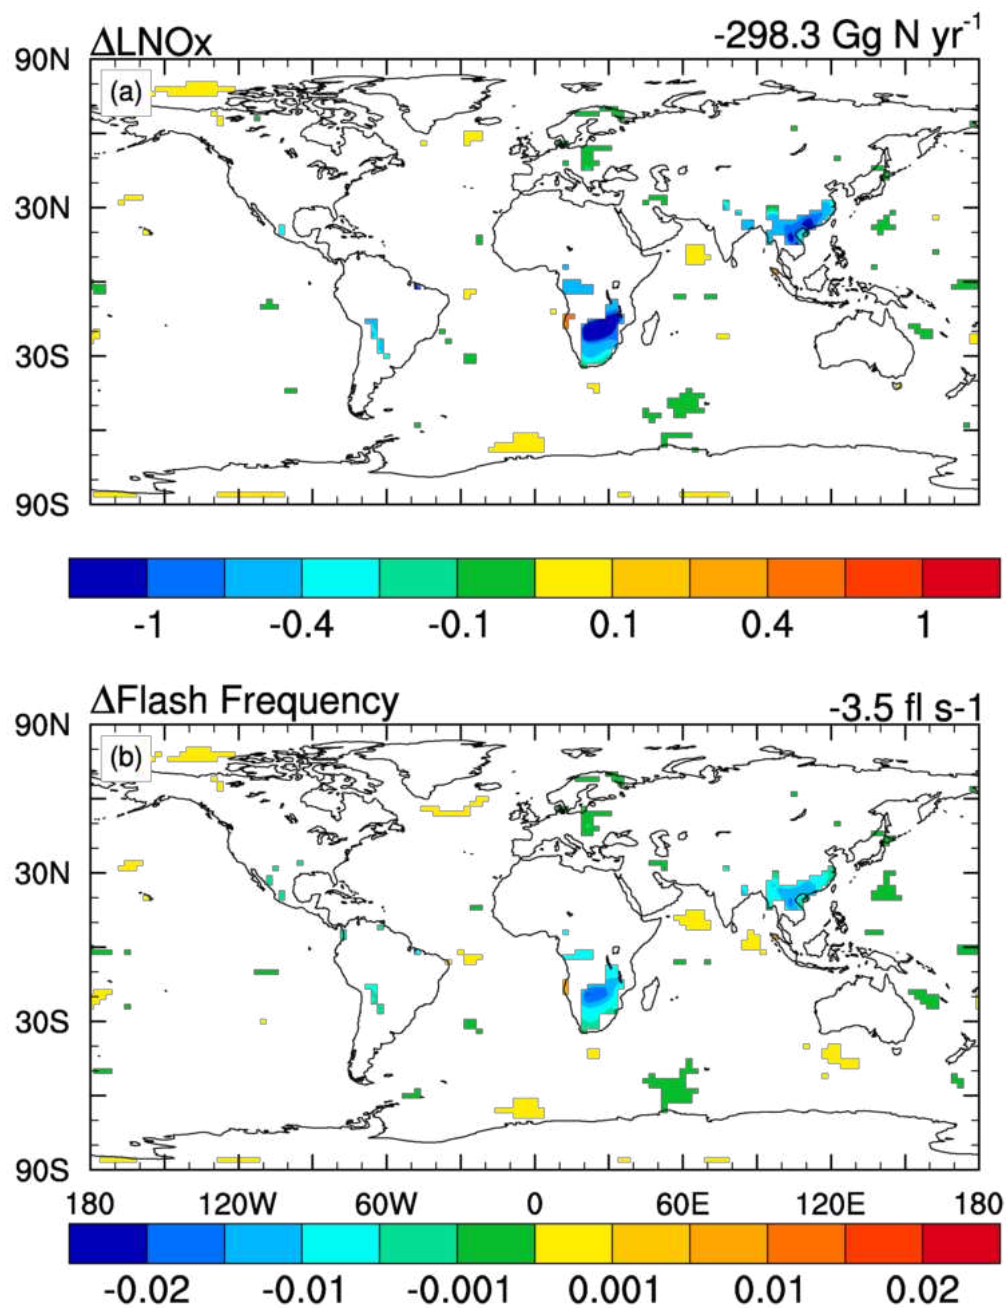 ΔLNOx -298.3 Gg N yr-1
90N
(a)
30N
30S
90S
-1 -0.4 -0.1 0.1 0.4 1
ΔFlash Frequency -3.5 fl s-1
90N
(b)
30N
30S
90S
180 120W 60W 0 60E 120E 180
-0.02 -0.01 -0.001 0.001 0.01 0.02